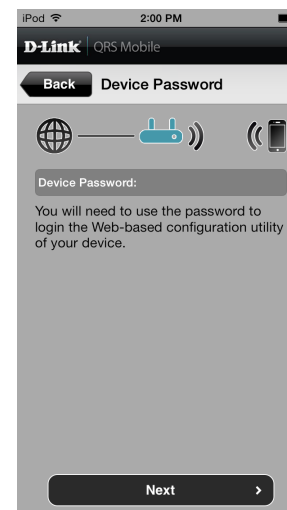 iPod 2:00 PM
D-Link QRS Mobile
Back Device Password
Device Password:
You will need to use the password to
login the Web-based configuration utility
of your device.
Next